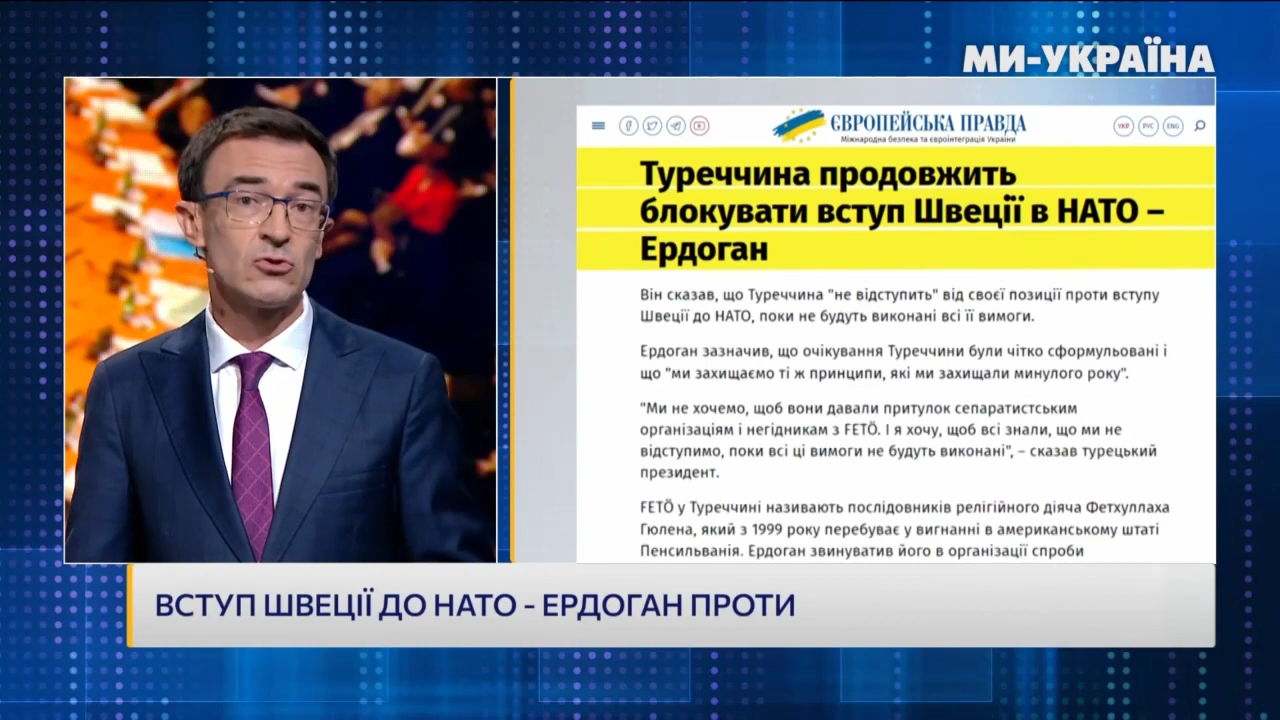 МИ-УКРАЇНА
ЄВРОПЕЙСЬКА ПРАВДА
Міжнародна безпека та євроінтеграція України
УКР РУС ENG
Туреччина продовжить
блокувати вступ Швеції в НАТО –
Ердоган
Він сказав, що Туреччина "не відступить" від своєї позиції проти вступу
Швеції до НАТО, поки не будуть виконані всі її вимоги.
Ердоган зазначив, що очікування Туреччини були чітко сформульовані і
що "ми захищаємо ті ж принципи, які ми захищали минулого року".
"Ми не хочемо, щоб вони давали притулок сепаратистським
організаціям і негідникам з FETÖ. І я хочу, щоб всі знали, що ми не
відступимо, поки всі ці вимоги не будуть виконані", – сказав турецький
президент.
FETÖ у Туреччині називають послідовників релігійного діяча Фетхуллаха
Гюлена, який з 1999 року перебуває у вигнанні в американському штаті
Пенсильванія. Ердоган звинуватив його в організації спроби
ВСТУП ШВЕЦІЇ ДО НАТО - ЕРДОГАН ПРОТИ